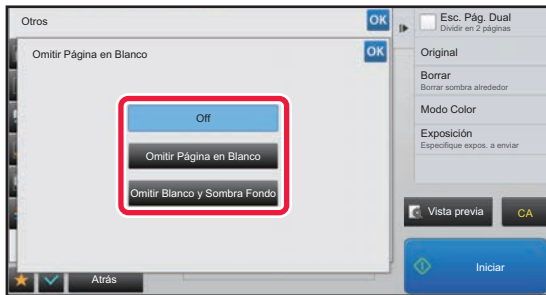 Otros
OK
Omitir Página en Blanco
OK
Off
Omitir Página en Blanco
Omitir Blanco y Sombra Fondo
Atrás
Esc. Pág. Dual
Dividir en 2 páginas
Original
Borrar
Borrar sombra alrededor
Modo Color
Exposición
Especifique expos. a enviar
Vista previa
CA
Iniciar